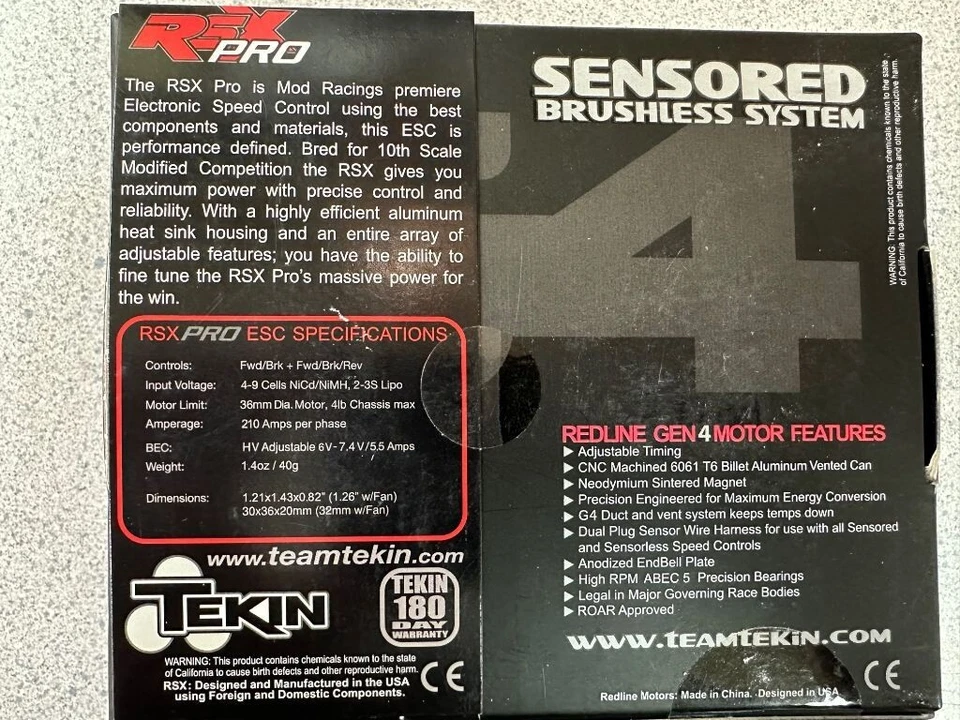 RSX
PRO
The RSX Pro is Mod Racings premiere
Electronic Speed Control using the best
components and materials, this ESC is
performance defined. Bred for 10th Scale
Modified Competition the RSX gives you
maximum power with precise control and
reliability. With a highly efficient aluminum
heat sink housing and an entire array of
adjustable features; you have the ability to
fine tune the RSX Pro's massive power for
the win.
RSX PRO ESC SPECIFICATIONS
Controls: Fwd/Brk + Fwd/Brk/Rev
Input Voltage: 4-9 Cells NiCd/NiMH, 2-3S Lipo
Motor Limit: 36mm Dia. Motor, 4lb Chassis max
Amperage: 210 Amps per phase
BEC: HV Adjustable 6V-7.4V/5.5 Amps
Weight: 1.4oz / 40g
Dimensions: 1.21x1.43x0.82" (1.26" w/Fan)
30x36x20mm (32mm w/Fan)
www.teamtekin.com
TEKIN
TEKIN
180
DAY
WARRANTY
WARNING: This product contains chemicals known to the state
of California to cause birth defects and other reproductive harm.
RSX: Designed and Manufactured in the USA
using Foreign and Domestic Components.
CE
SENSORED
BRUSHLESS SYSTEM
4
WARNING: This product contains chemicals known to the state
of California to cause birth defects and other reproductive harm.
REDLINE GEN4 MOTOR FEATURES
▶ Adjustable Timing
▶ CNC Machined 6061 T6 Billet Aluminum Vented Can
▶ Neodymium Sintered Magnet
▶ Precision Engineered for Maximum Energy Conversion
▶ G4 Duct and vent system keeps temps down
▶ Dual Plug Sensor Wire Harness for use with all Sensored
and Sensorless Speed Controls
▶ Anodized EndBell Plate
▶ High RPM ABEC 5 Precision Bearings
▶ Legal in Major Governing Race Bodies
▶ ROAR Approved
www.teamtekin.com
CE
Redline Motors: Made in China. Designed in USA